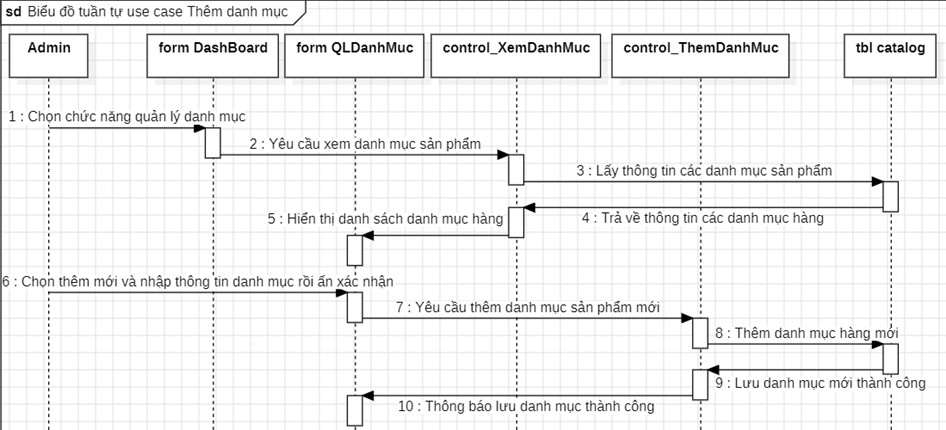 sd Biểu đồ tuần tự use case Thêm danh mục
Admin
form DashBoard
form QLDanhMuc
control_XemDanhMuc
control_ThemDanhMuc
tbl catalog
1 : Chọn chức năng quản lý danh mục
2 : Yêu cầu xem danh mục sản phẩm
3 : Lấy thông tin các danh mục sản phẩm
4 : Trả về thông tin các danh mục hàng
5 : Hiển thị danh sách danh mục hàng
6 : Chọn thêm mới và nhập thông tin danh mục rồi ấn xác nhận
7 : Yêu cầu thêm danh mục sản phẩm mới
8 : Thêm danh mục hàng mới
9 : Lưu danh mục mới thành công
10 : Thông báo lưu danh mục thành công